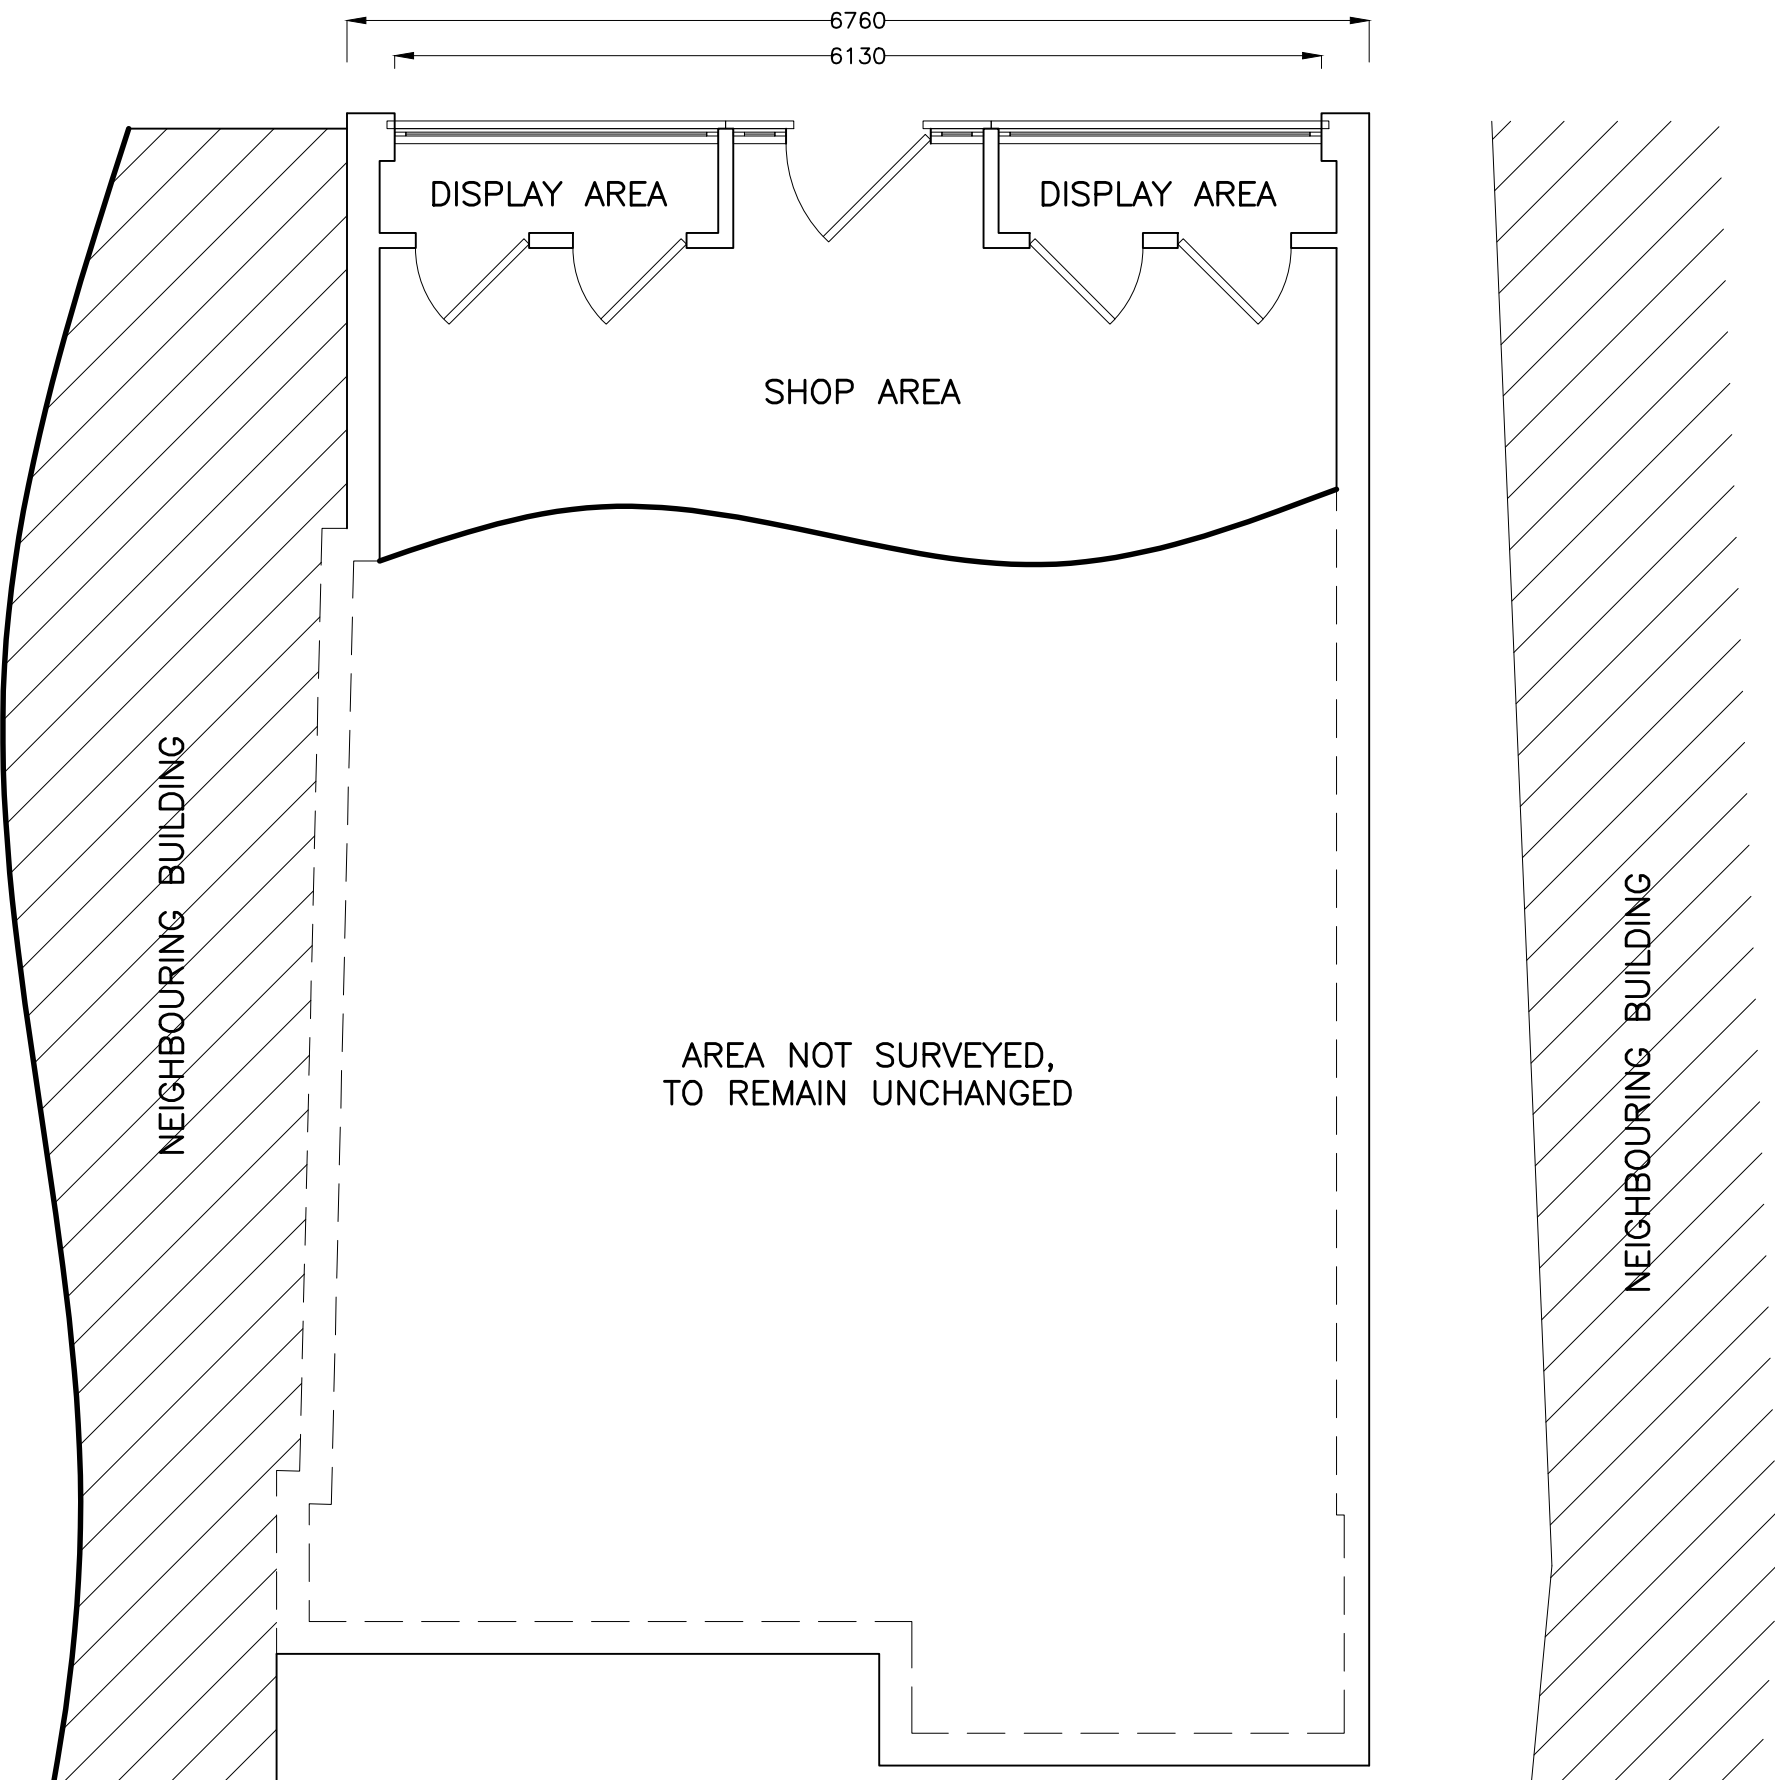 6760
6130
DISPLAY AREA
DISPLAY AREA
SHOP AREA
NEIGHBOURING BUILDING
AREA NOT SURVEYED,
TO REMAIN UNCHANGED
NEIGHBOURING BUILDING